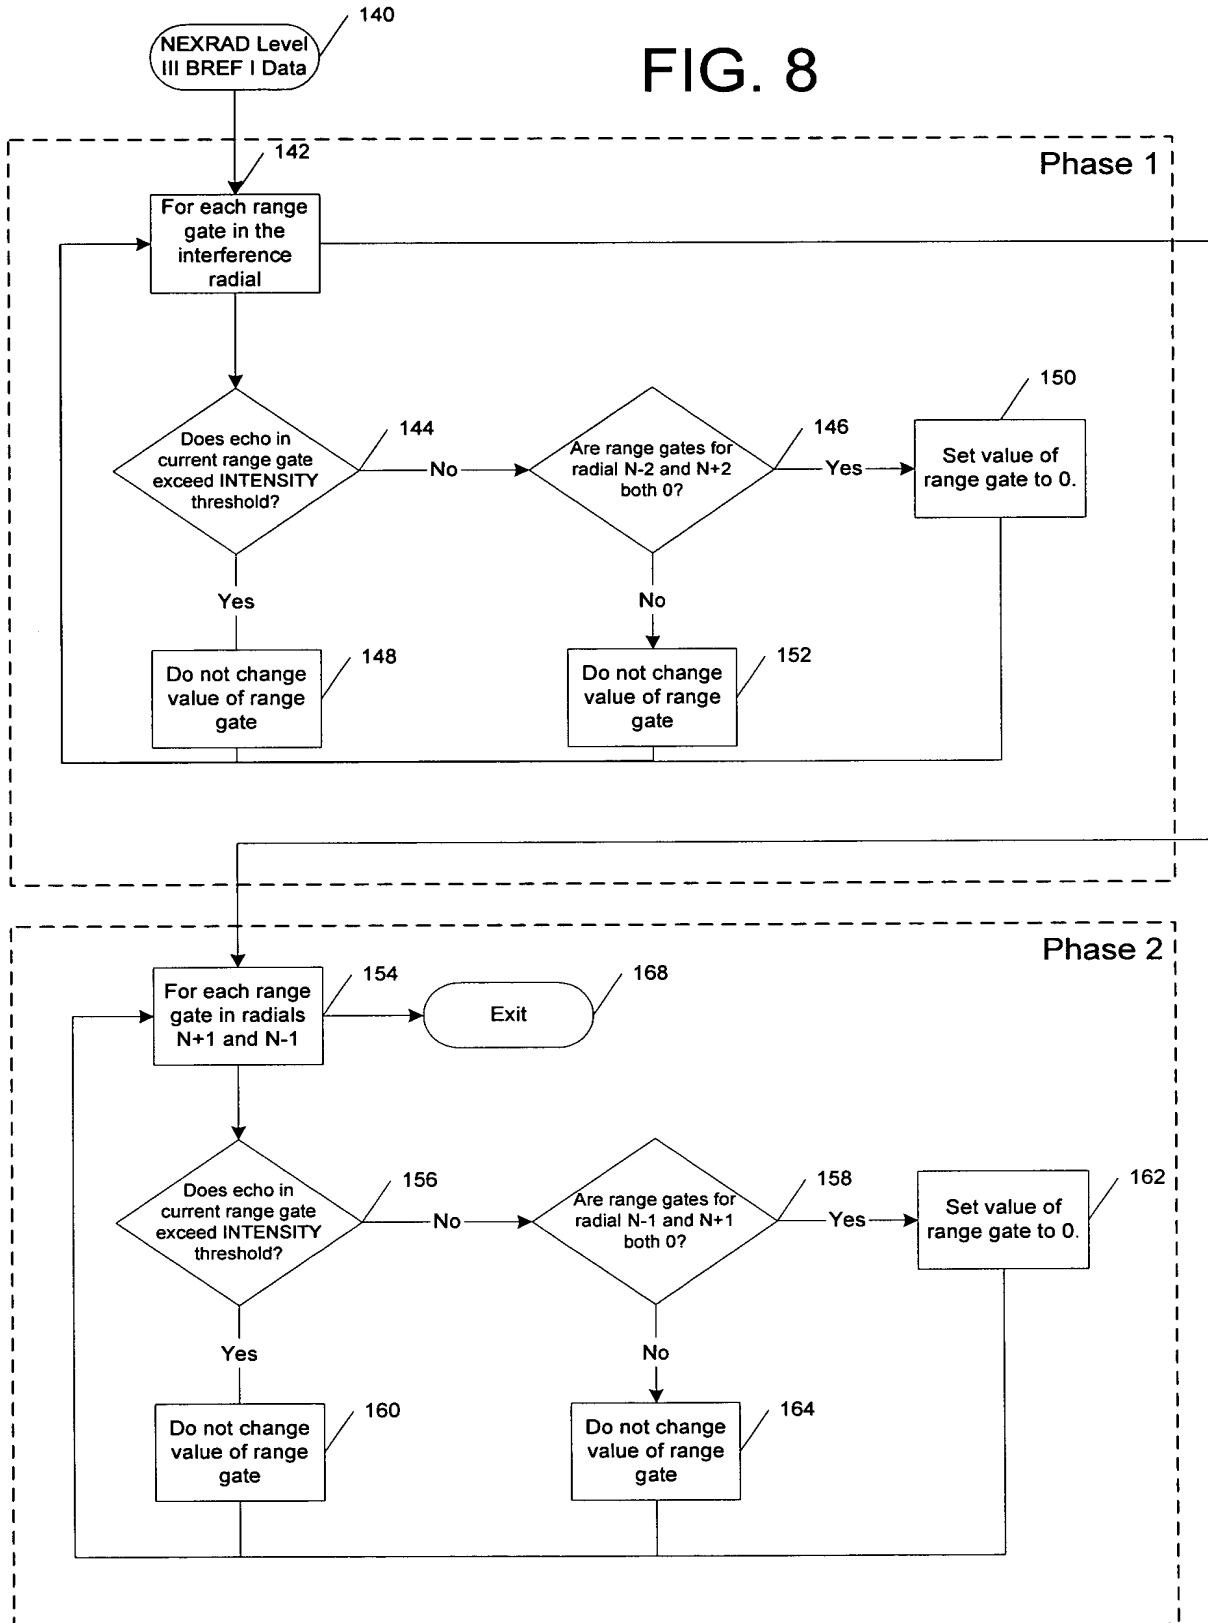 140
NEXRAD Level
III BREF I Data
FIG. 8
Phase 1
142
For each range
gate in the
interference
radial
Does echo in
current range gate
exceed INTENSITY
threshold?
144
No
Are range gates for
radial N-2 and N+2
both 0?
146
Yes
150
Set value of
range gate to 0.
Yes
No
148
Do not change
value of range
gate
152
Do not change
value of range
gate
Phase 2
154
For each range
gate in radials
N+1 and N-1
168
Exit
Does echo in
current range gate
exceed INTENSITY
threshold?
156
No
Are range gates for
radial N-1 and N+1
both 0?
158
Yes
162
Set value of
range gate to 0.
Yes
No
160
Do not change
value of range
gate
164
Do not change
value of range
gate